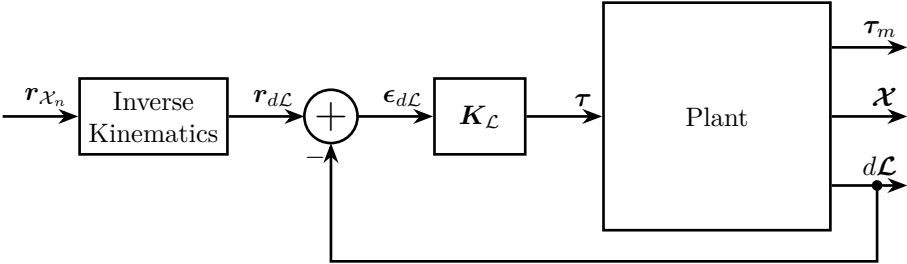 r_{𝒳_n}
Inverse
Kinematics
r_{dℒ}
+
−
ϵ_{dℒ}
K_ℒ
τ
Plant
τ_m
𝒳
dℒ